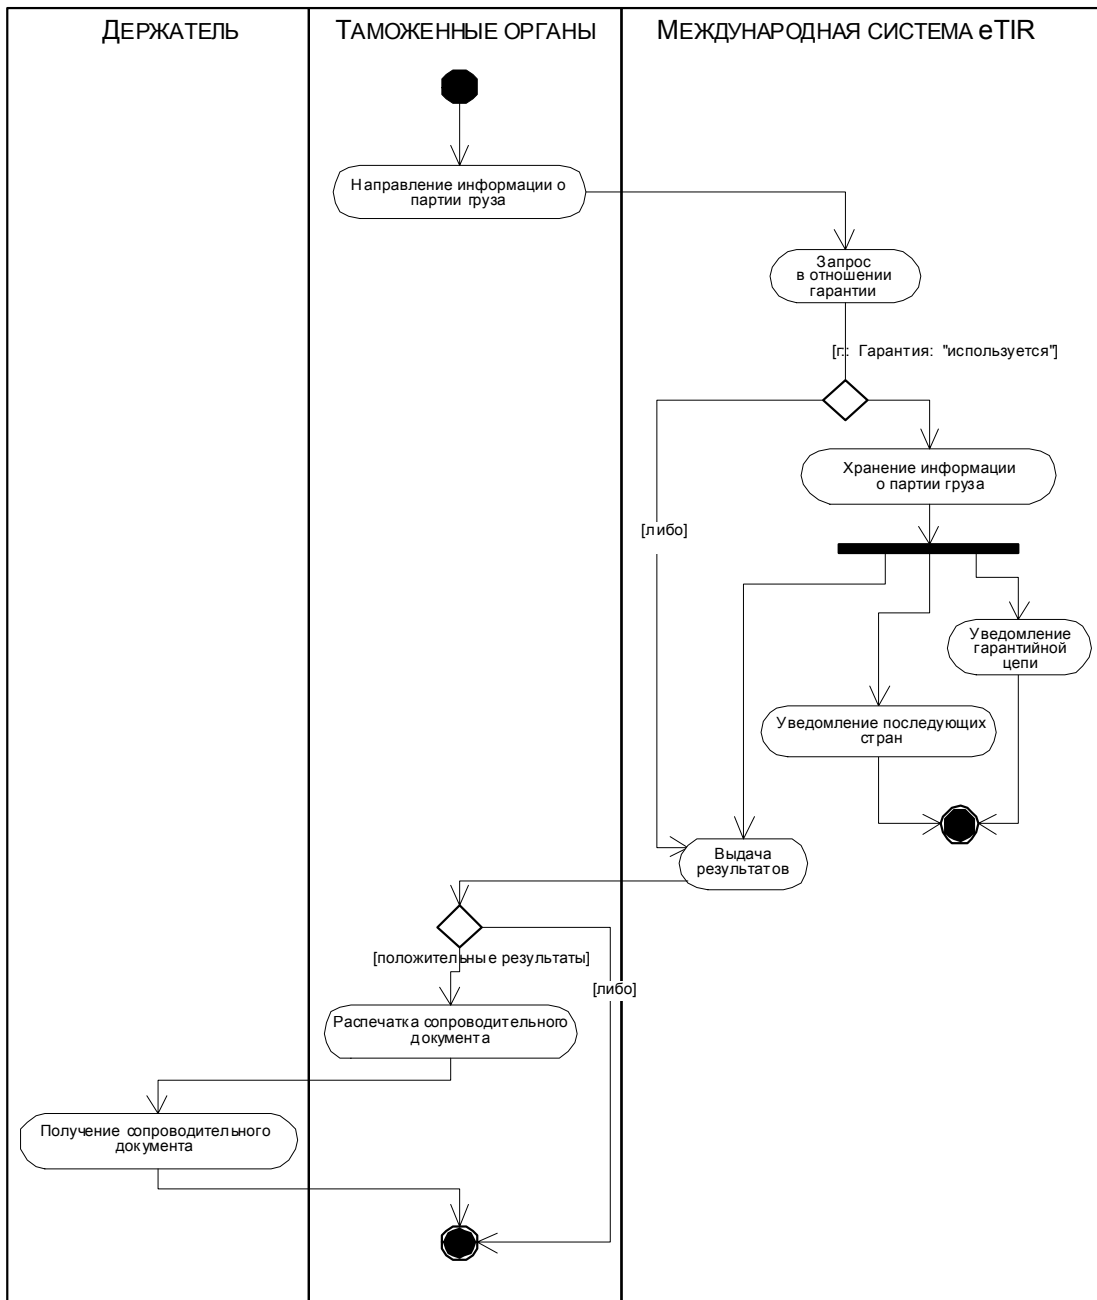 ДЕРЖАТЕЛЬ
ТАМОЖЕННЫЕ ОРГАНЫ
МЕЖДУНАРОДНАЯ СИСТЕМА eTIR
Направление информации о
партии груза
Запрос
в отношении
гарантии
[г.: Гарантия: "используется"]
Хранение информации
о партии груза
[либо]
Уведомление
гарантийной
цепи
Уведомление последующих
стран
Выдача
результатов
[положительные результаты]
[либо]
Распечатка сопроводительного
документа
Получение сопроводительного
документа